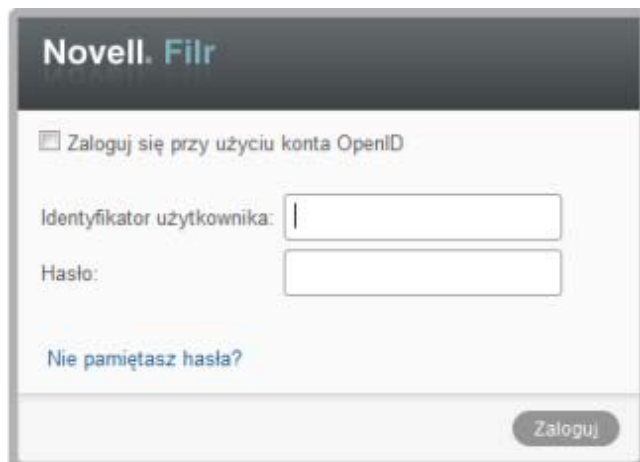 Novell. Filr
Zaloguj się przy użyciu konta OpenID
Identyfikator użytkownika:
Hasło:
Nie pamiętasz hasła?
Zaloguj